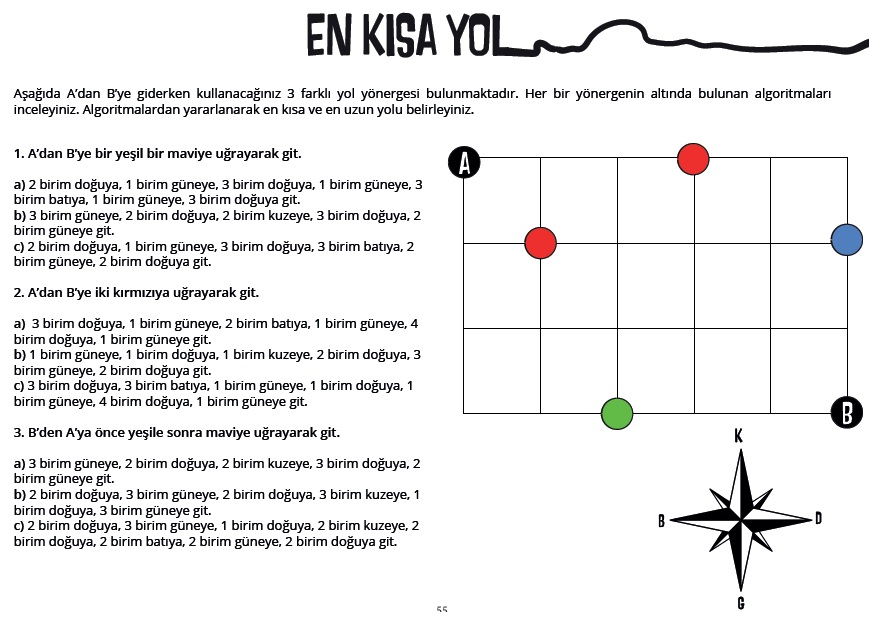 EN KISA YOL
Aşağıda A’dan B’ye giderken kullanacağınız 3 farklı yol yönergesi bulunmaktadır. Her bir yönergenin altında bulunan algoritmaları
inceleyiniz. Algoritmalardan yararlanarak en kısa ve en uzun yolu belirleyiniz.
1. A’dan B’ye bir yeşil bir maviye uğrayarak git.
a) 2 birim doğuya, 1 birim güneye, 3 birim doğuya, 1 birim güneye, 3
birim batıya, 1 birim güneye, 3 birim doğuya git.
b) 3 birim güneye, 2 birim doğuya, 2 birim kuzeye, 3 birim doğuya, 2
birim güneye git.
c) 2 birim doğuya, 1 birim güneye, 3 birim doğuya, 3 birim batıya, 2
birim güneye, 2 birim doğuya git.
2. A’dan B’ye iki kırmızıya uğrayarak git.
a) 3 birim doğuya, 1 birim güneye, 2 birim batıya, 1 birim güneye, 4
birim doğuya, 1 birim güneye git.
b) 1 birim güneye, 1 birim doğuya, 1 birim kuzeye, 2 birim doğuya, 3
birim güneye, 2 birim doğuya git.
c) 3 birim doğuya, 3 birim batıya, 1 birim güneye, 1 birim doğuya, 1
birim güneye, 4 birim doğuya, 1 birim güneye git.
3. B’den A’ya önce yeşile sonra maviye uğrayarak git.
a) 3 birim güneye, 2 birim doğuya, 2 birim kuzeye, 3 birim doğuya, 2
birim güneye git.
b) 2 birim doğuya, 3 birim güneye, 2 birim doğuya, 3 birim kuzeye, 1
birim doğuya, 3 birim güneye git.
c) 2 birim doğuya, 3 birim güneye, 1 birim doğuya, 2 birim kuzeye, 2
birim doğuya, 2 birim batıya, 2 birim güneye, 2 birim doğuya git.
A
B
K
B
D
G
55